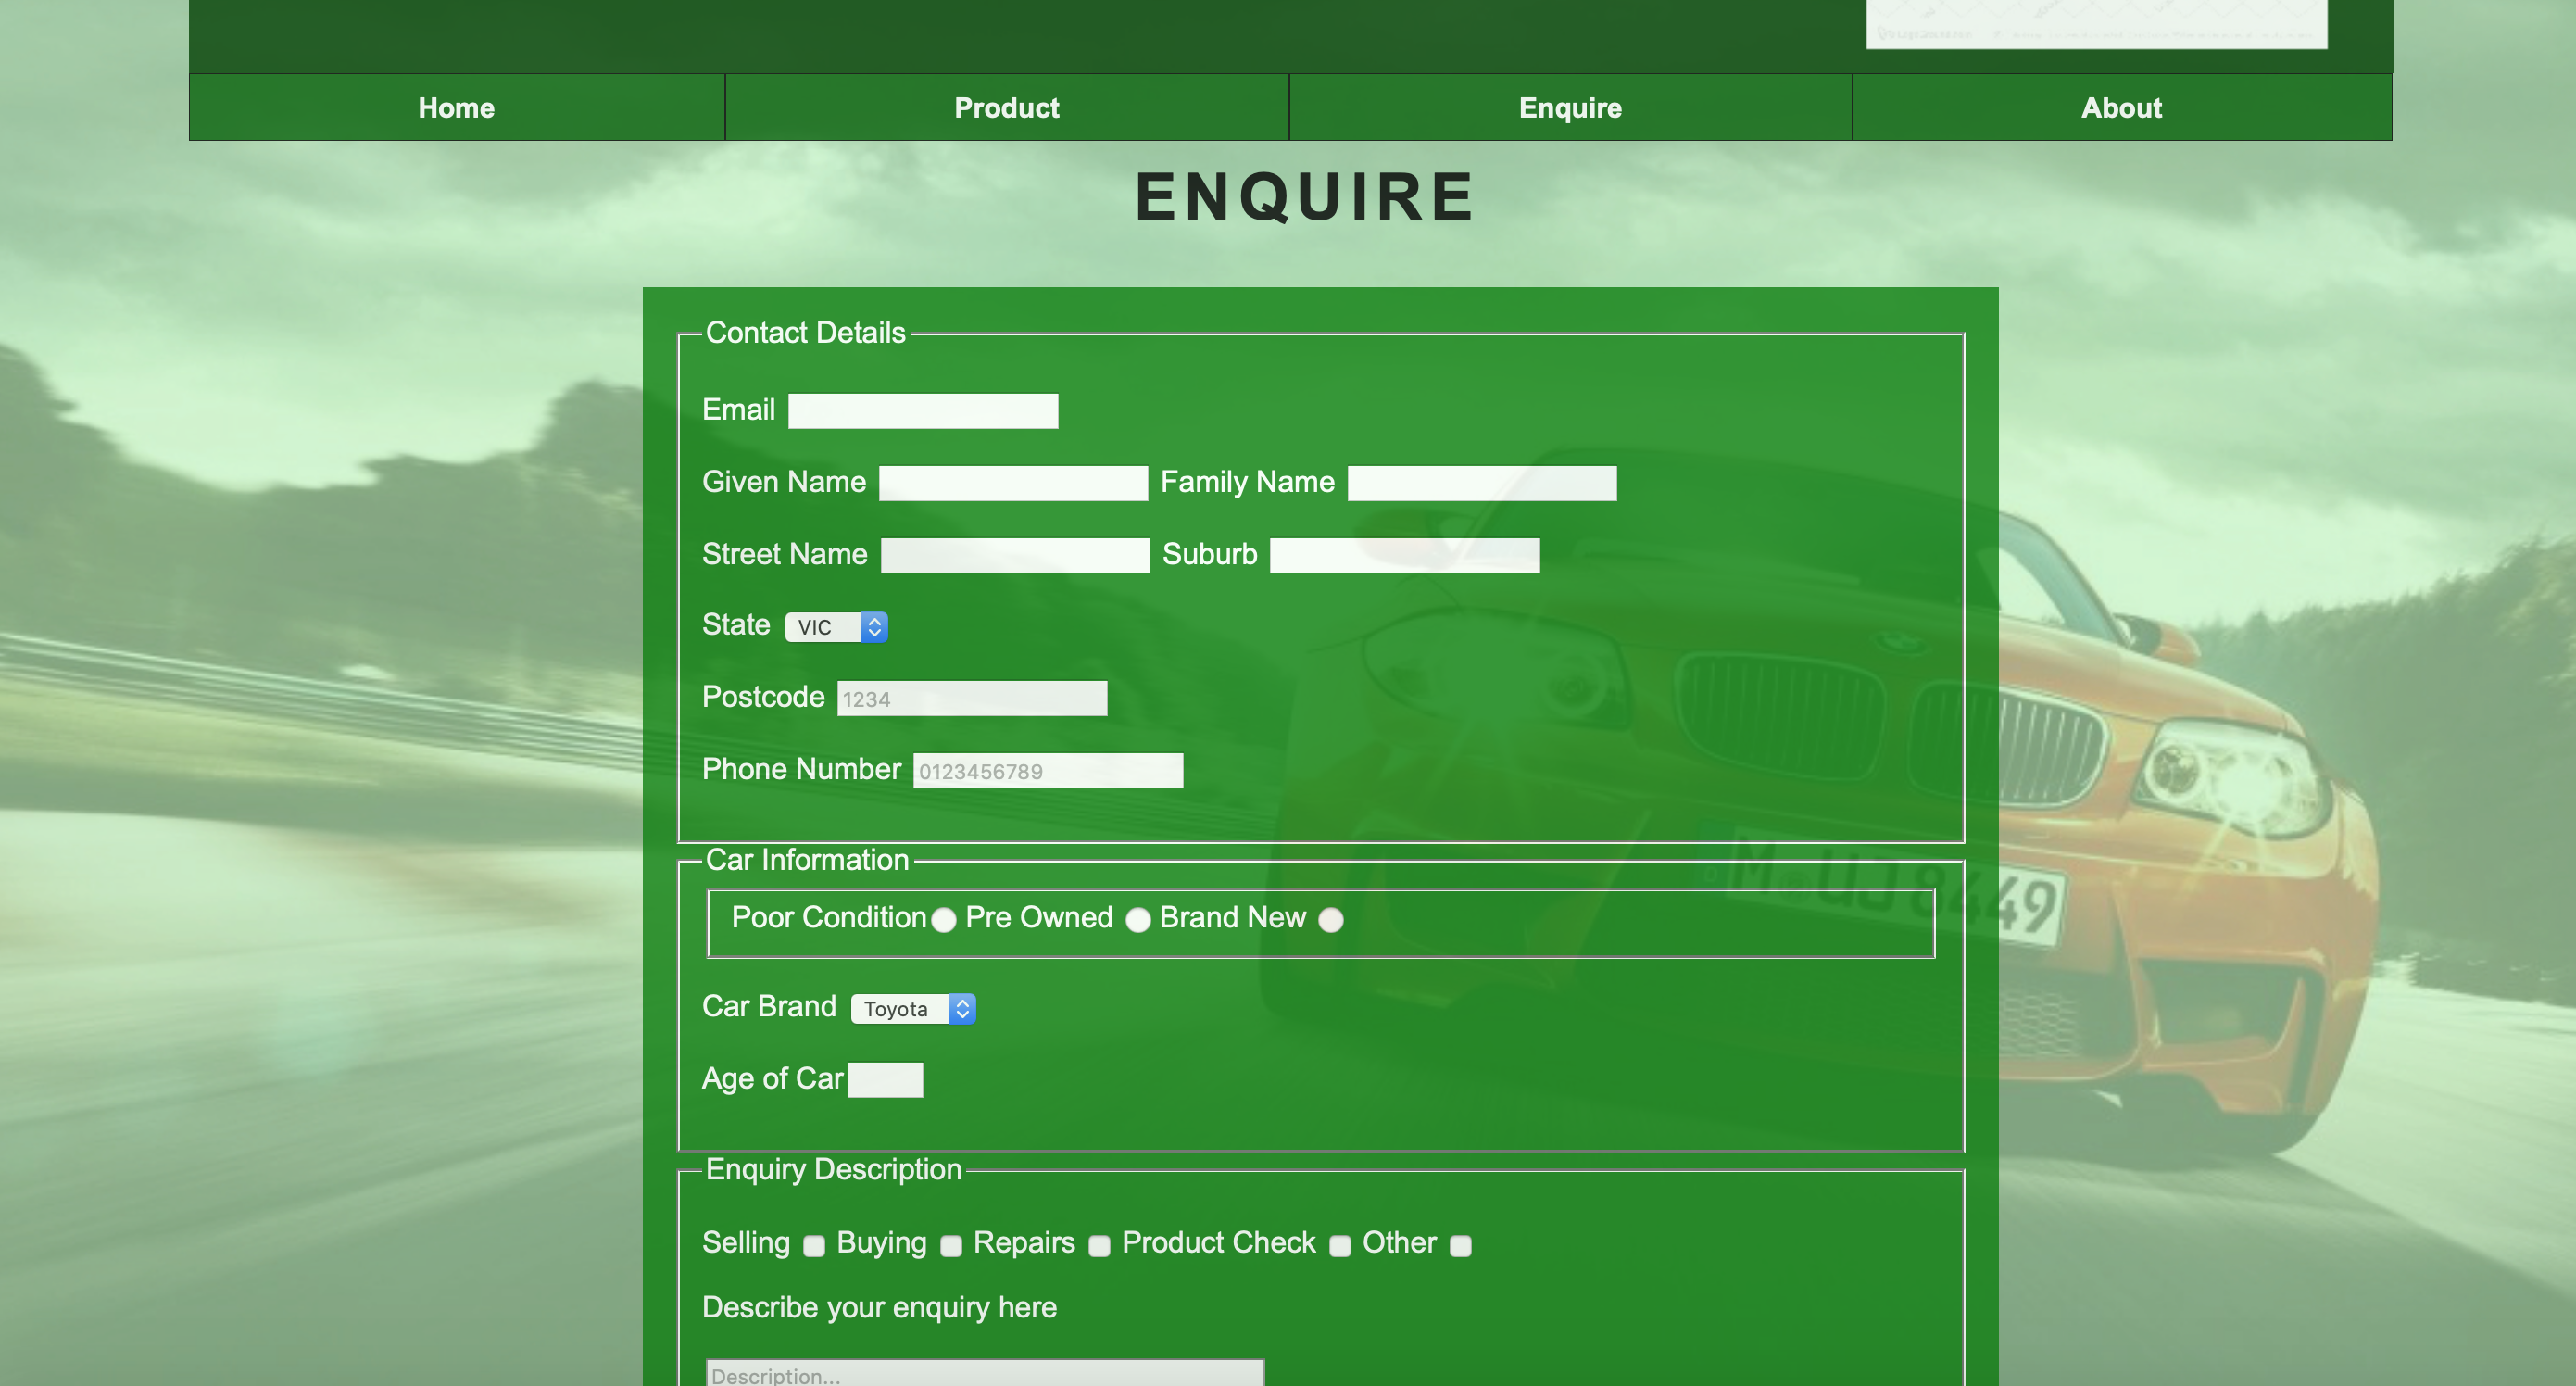 Home Product Enquire About
ENQUIRE
Contact Details
Email
Given Name Family Name
Street Name Suburb
State VIC
Postcode 1234
Phone Number 0123456789
Car Information
Poor Condition Pre Owned Brand New
M UJ 8449
Car Brand Toyota
Age of Car
Enquiry Description
Selling Buying Repairs Product Check Other
Describe your enquiry here
Description...